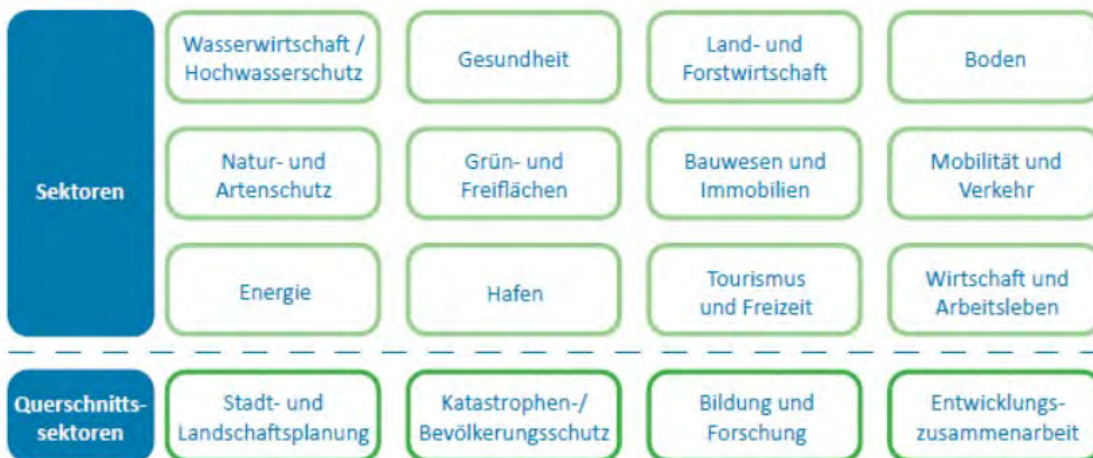 Sektoren
Wasserwirtschaft /
Hochwasserschutz
Gesundheit
Land- und
Forstwirtschaft
Boden
Natur- und
Artenschutz
Grün- und
Freiflächen
Bauwesen und
Immobilien
Mobilität und
Verkehr
Energie
Hafen
Tourismus
und Freizeit
Wirtschaft und
Arbeitsleben
Querschnitts-
sektoren
Stadt- und
Landschaftsplanung
Katastrophen-/
Bevölkerungsschutz
Bildung und
Forschung
Entwicklungs-
zusammenarbeit